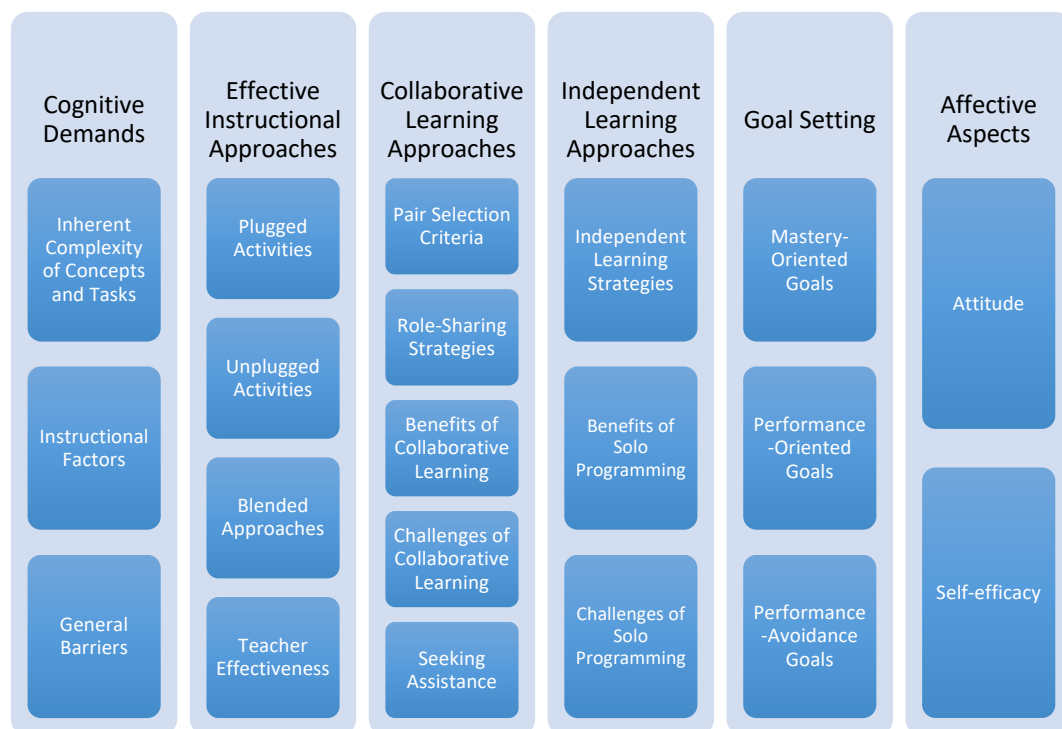 Cognitive
Demands
Inherent
Complexity
of Concepts
and Tasks
Instructional
Factors
General
Barriers
Effective
Instructional
Approaches
Plugged
Activities
Unplugged
Activities
Blended
Approaches
Teacher
Effectiveness
Collaborative
Learning
Approaches
Pair Selection
Criteria
Role-Sharing
Strategies
Benefits of
Collaborative
Learning
Challenges of
Collaborative
Learning
Seeking
Assistance
Independent
Learning
Approaches
Independent
Learning
Strategies
Benefits of
Solo
Programming
Challenges of
Solo
Programming
Goal Setting
Mastery-
Oriented
Goals
Performance
-Oriented
Goals
Performance
-Avoidance
Goals
Affective
Aspects
Attitude
Self-efficacy